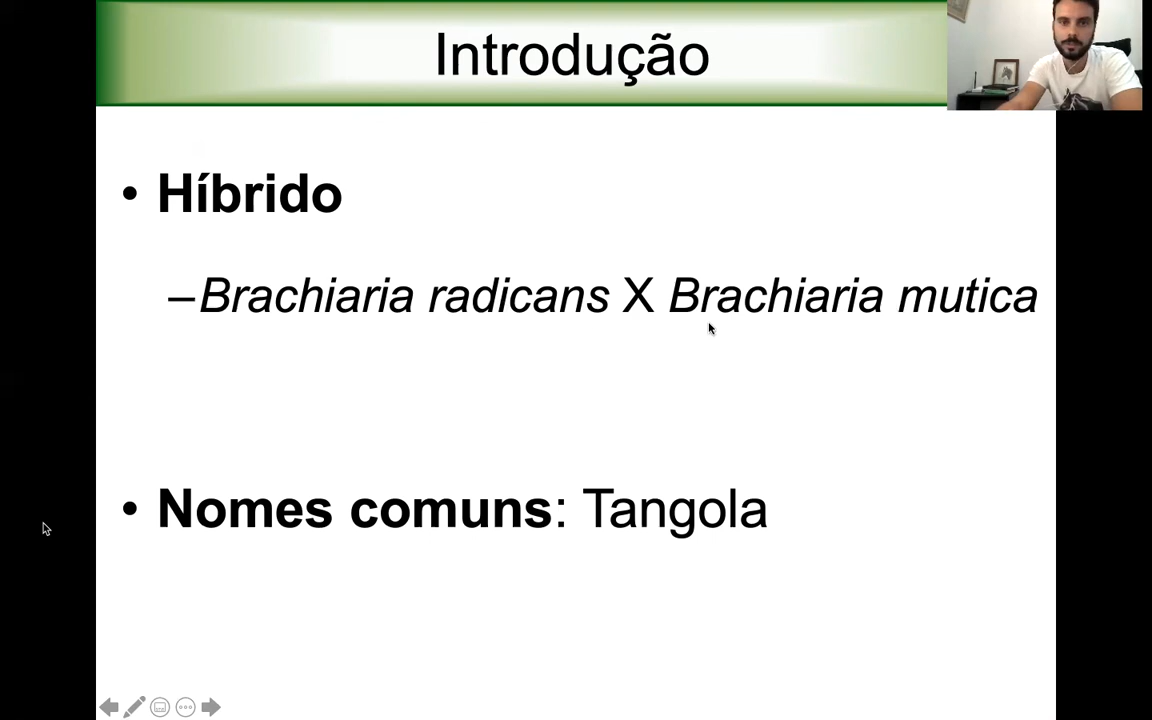 Introdução
• Híbrido
–Brachiaria radicans X Brachiaria mutica
• Nomes comuns: Tangola